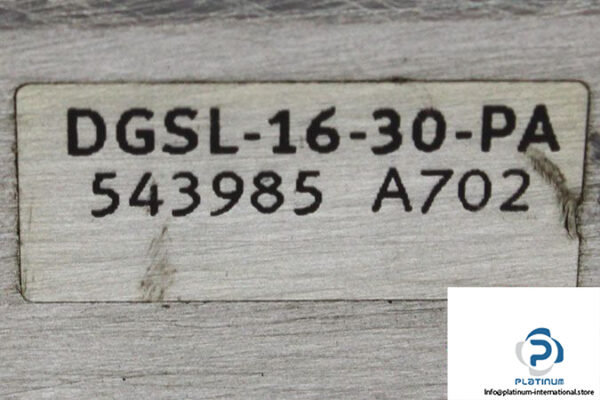 DGSL-16-30-PA
543985 A702
PLATINUM
Info@platinum-international.store